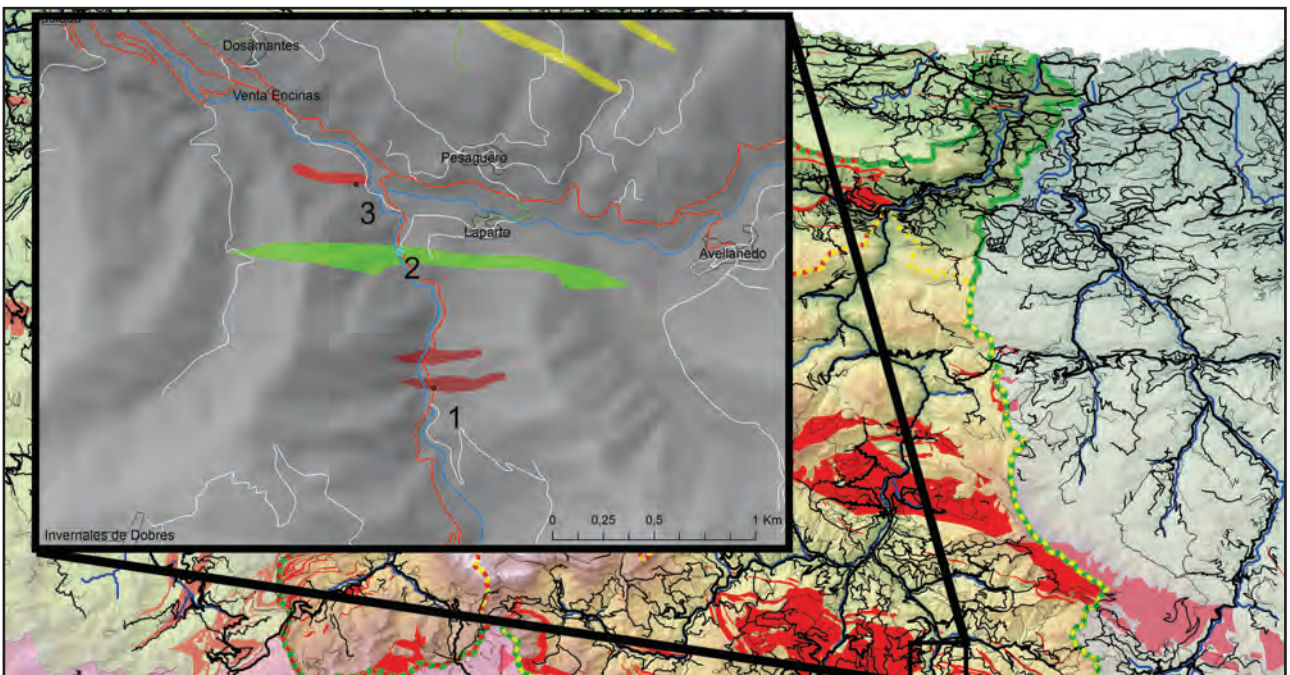 Dosamantes
Venta Encinas
Pesaguero
3
Laparte
Avellanedo
2
1
0 0,25 0,5 1 Km
Invernales de Dobres